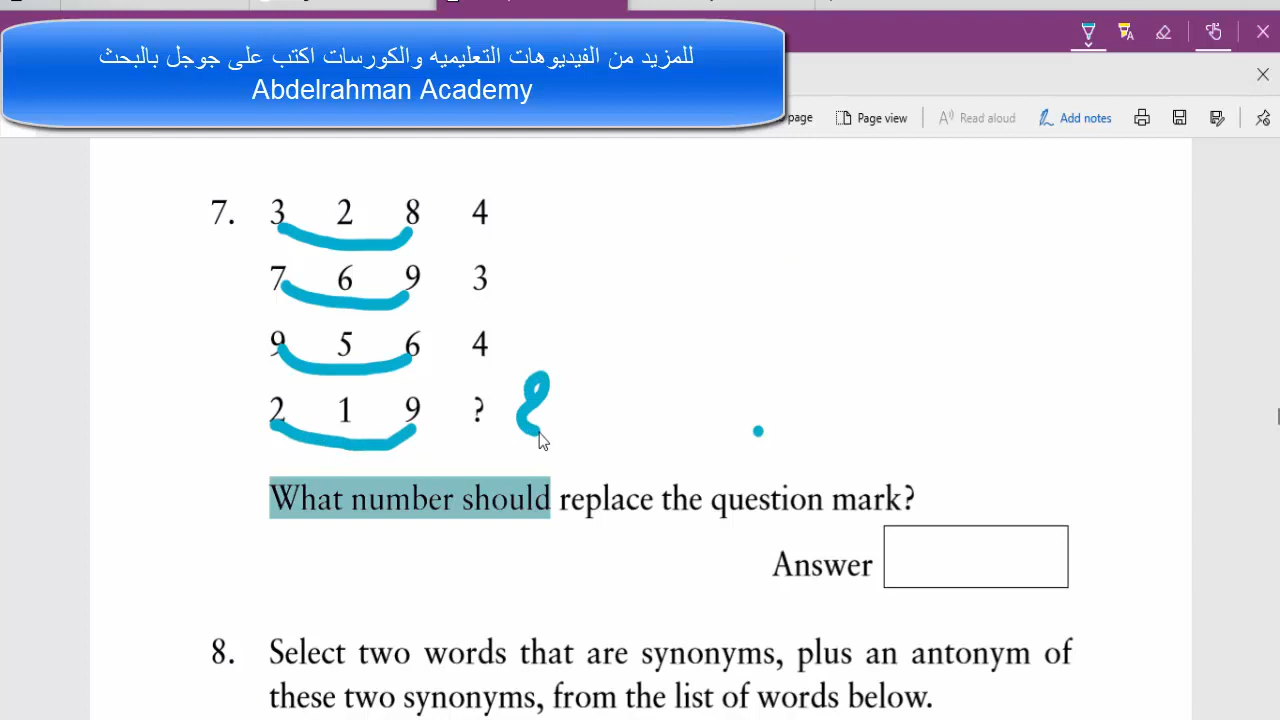 للمزيد من الفيديوهات التعليميه والكورسات اكتب على جوجل بالبحث
Abdelrahman Academy
page
Page view
Read aloud
Add notes
7. 3 2 8 4
7 6 9 3
9 5 6 4
2 1 9 ? 8
What number should replace the question mark?
Answer
8. Select two words that are synonyms, plus an antonym of
these two synonyms, from the list of words below.